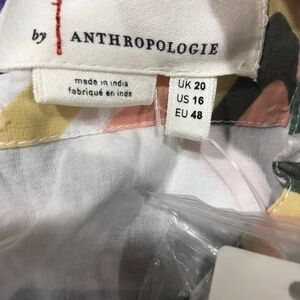 by ANTHROPOLOGIE
made in india
fabriqué en inde
UK 20
US 16
EU 48